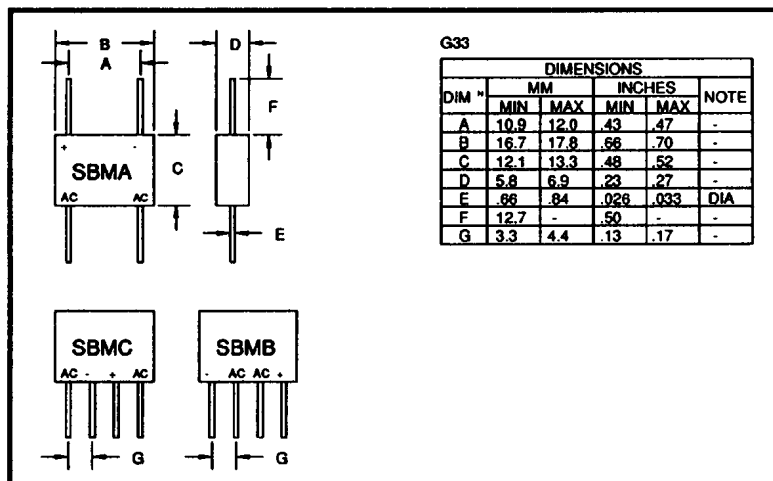 B
A
D
F
+ -
SBMA
C
AC AC
E
SBMC
AC - + AC
G
SBMB
- AC AC +
G
G33
DIMENSIONS
DIM MM INCHES NOTE
MIN MAX MIN MAX
A 10.9 12.0 .43 .47 -
B 16.7 17.8 .66 .70 -
C 12.1 13.3 .48 .52 -
D 5.8 6.9 .23 .27 -
E .66 .84 .026 .033 DIA
F 12.7 - .50 - -
G 3.3 4.4 .13 .17 -